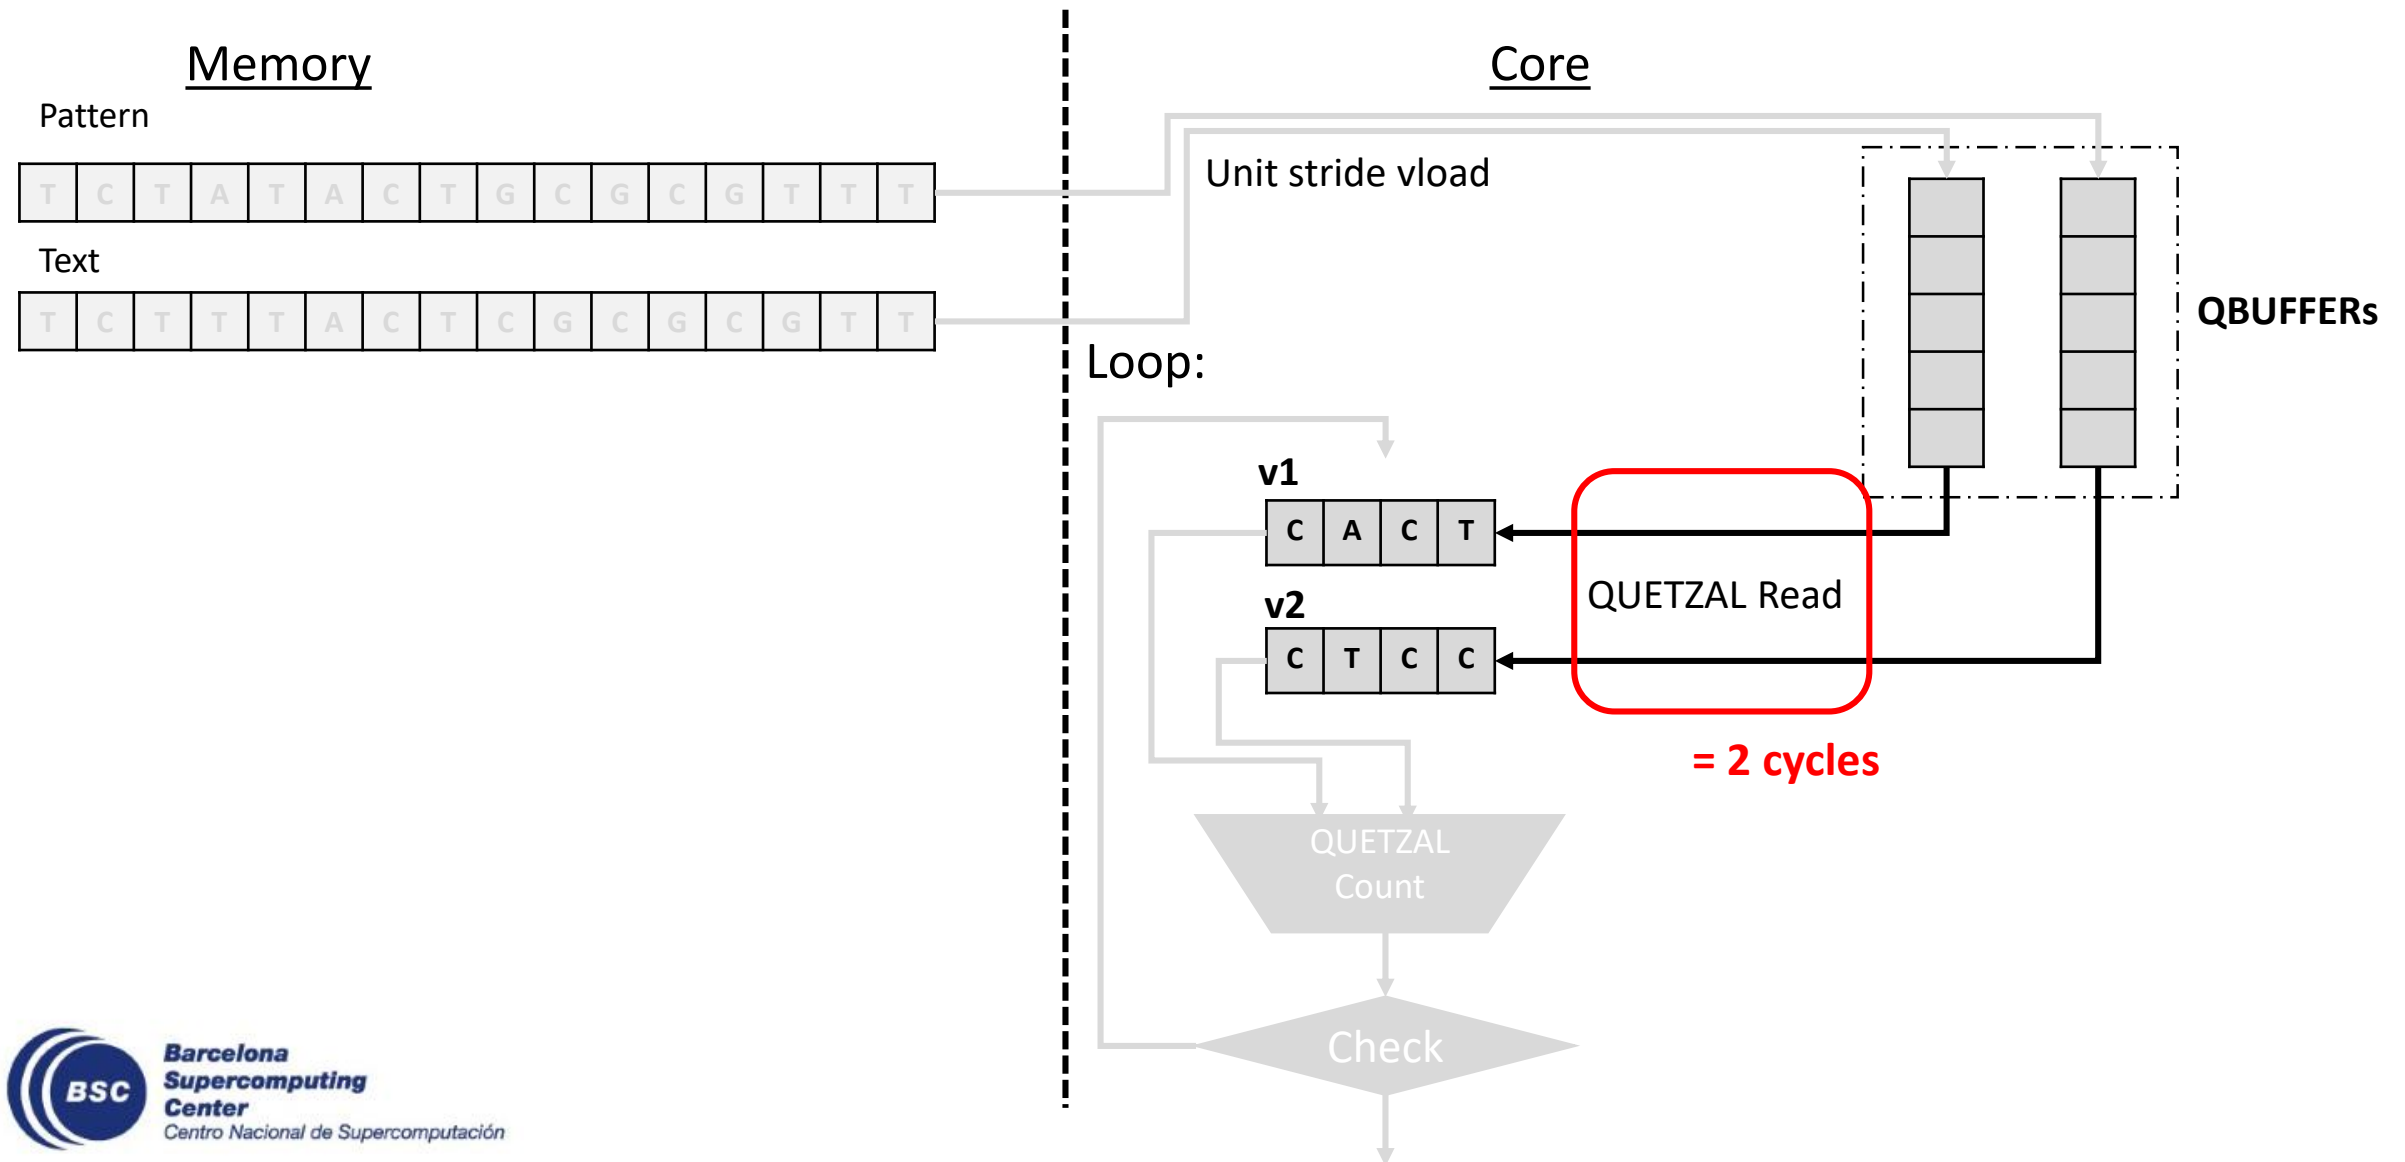 Memory
Core
Pattern
T C T A T A C T G C G C G T T T
Unit stride vload
Text
T C T T T A C T C G C G C G T T
QBUFFERs
Loop:
v1
C A C T
QUETZAL Read
v2
C T C C
= 2 cycles
QUETZAL
Count
Check
BSC
Barcelona
Supercomputing
Center
Centro Nacional de Supercomputación